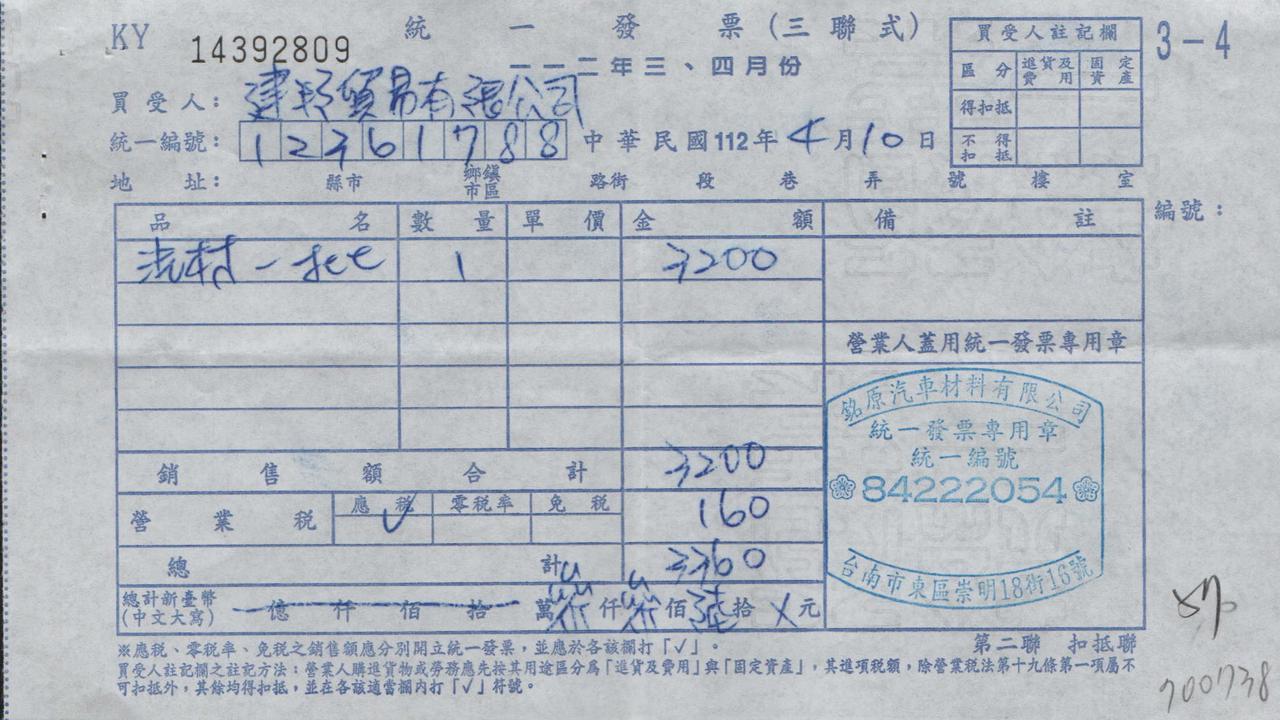 KY 14392809
統一發票(三聯式)
一一二年三、四月份
3-4
買受人註記欄
區分 進貨及費用 固定資產
得扣抵
不得扣抵
買受人: 建邦貿易有限公司
統一編號: 12361788 中華民國112年4月10日
地址: 縣市 鄉鎮市區 路街 段 巷 弄 號 樓 室
編號:
品名 數量 單價 金額 備註
汽材一批 1 3200
營業人蓋用統一發票專用章
銘原汽車材料有限公司
統一發票專用章
統一編號
84222054
台南市東區崇明18街16號
銷售額合計 3200
營業稅 應稅 ✓ 零稅率 免稅 160
總計 3360
總計新臺幣(中文大寫) 億 仟 佰 拾 萬 叁 仟 叁 佰 陸 拾 X 元
※應稅、零稅率、免稅之銷售額應分別開立統一發票,並應於各該欄打「✓」。
第二聯 扣抵聯
買受人註記欄之註記方法:營業人購進貨物或勞務應先按其用途區分為「進貨及費用」與「固定資產」,其進項稅額,除營業稅法第十九條第一項屬不
可扣抵外,其餘均得扣抵,並在各該適當欄內打「✓」符號。
700738